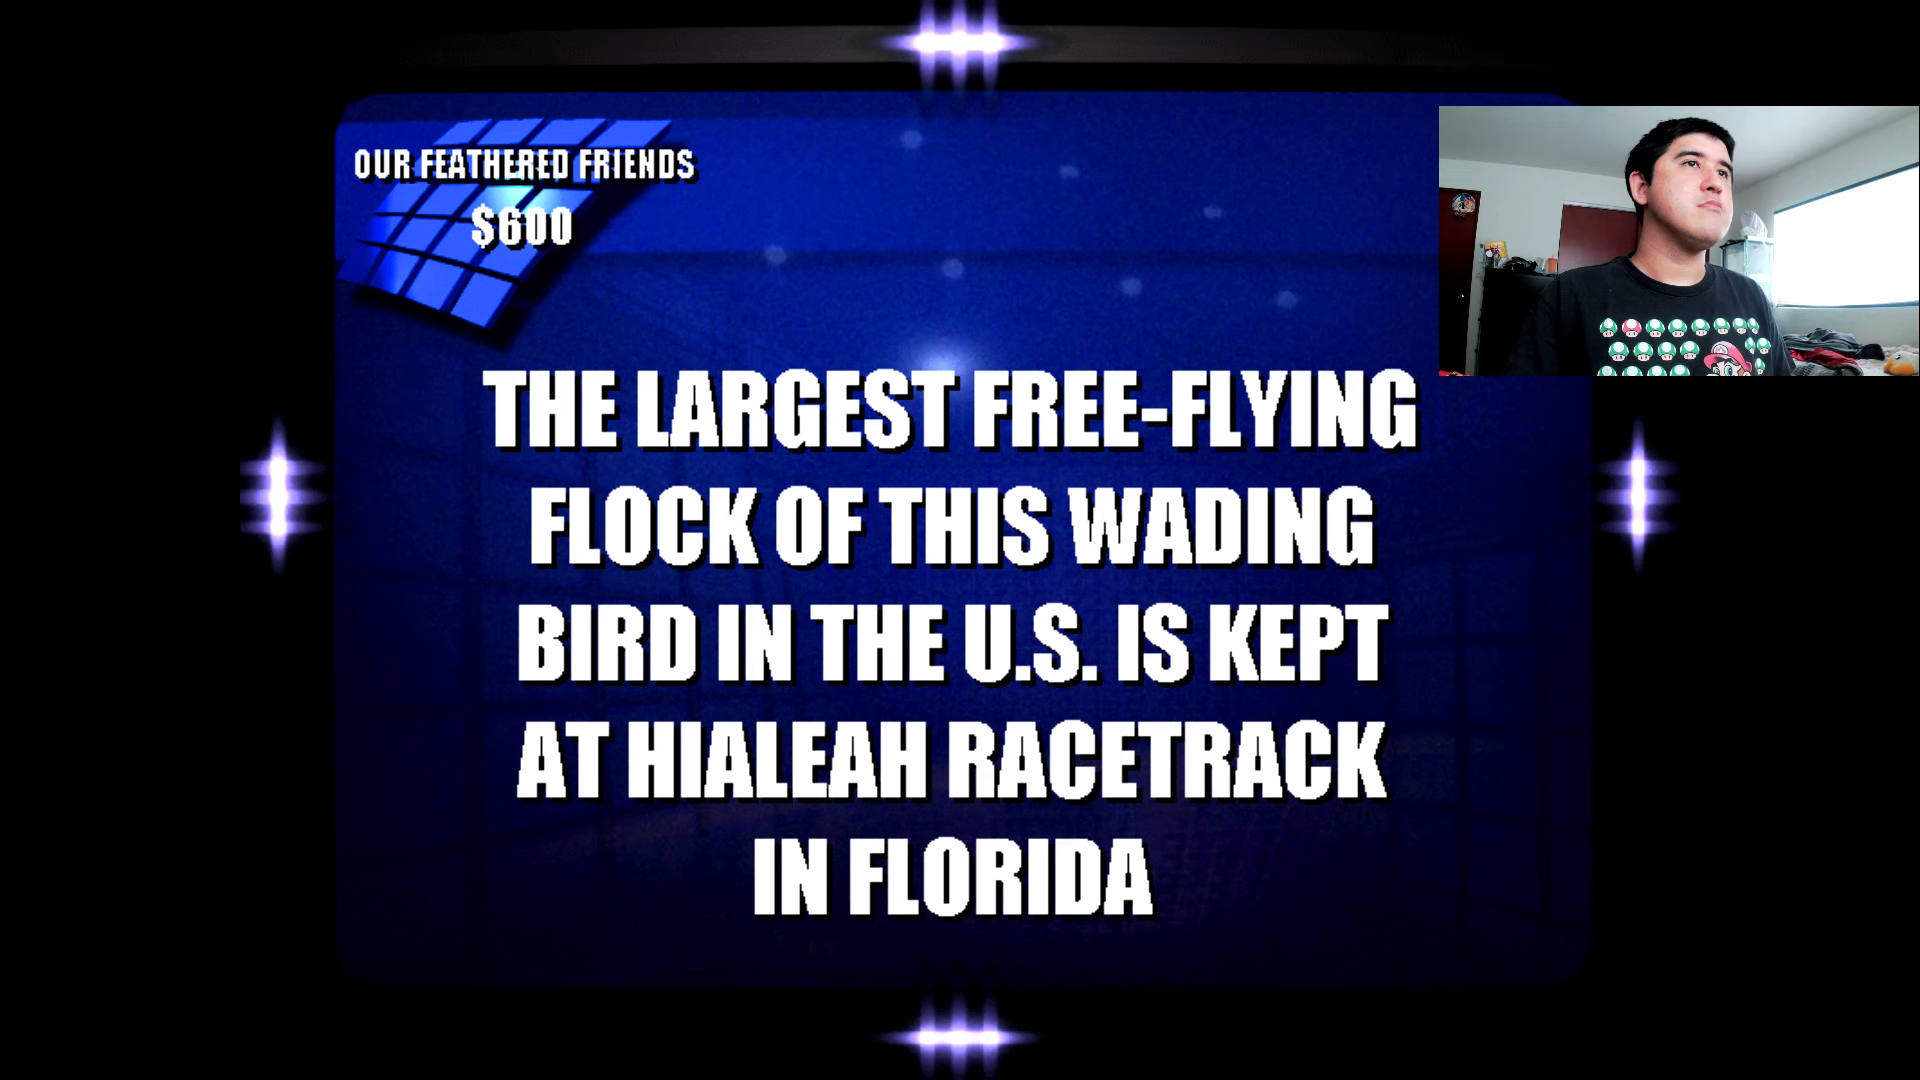 OUR FEATHERED FRIENDS
$600
THE LARGEST FREE-FLYING
FLOCK OF THIS WADING
BIRD IN THE U.S. IS KEPT
AT HIALEAH RACETRACK
IN FLORIDA